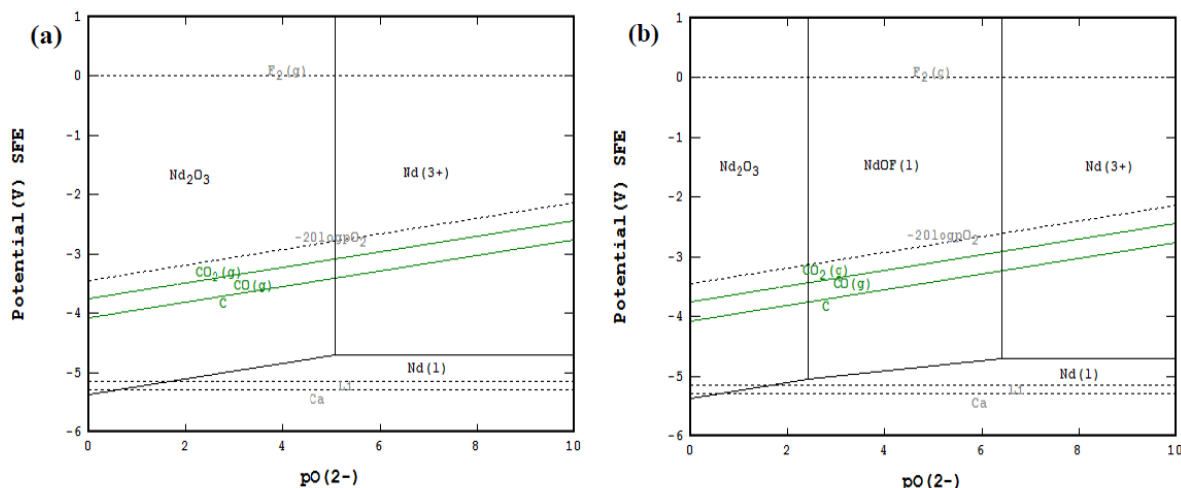 (a)
1
0
-1
-2
-3
-4
-5
-6
Potential(V) SFE
F2(g)
Nd2O3
Nd(3+)
-20logpO2
CO2(g)
CO(g)
C
Nd(l)
Ca
0 2 4 6 8 10
pO(2-)
(b)
1
0
-1
-2
-3
-4
-5
-6
Potential(V) SFE
F2(g)
Nd2O3
NdOF(l)
Nd(3+)
-20logpO2
CO2(g)
CO(g)
C
Nd(l)
Ca
0 2 4 6 8 10
pO(2-)